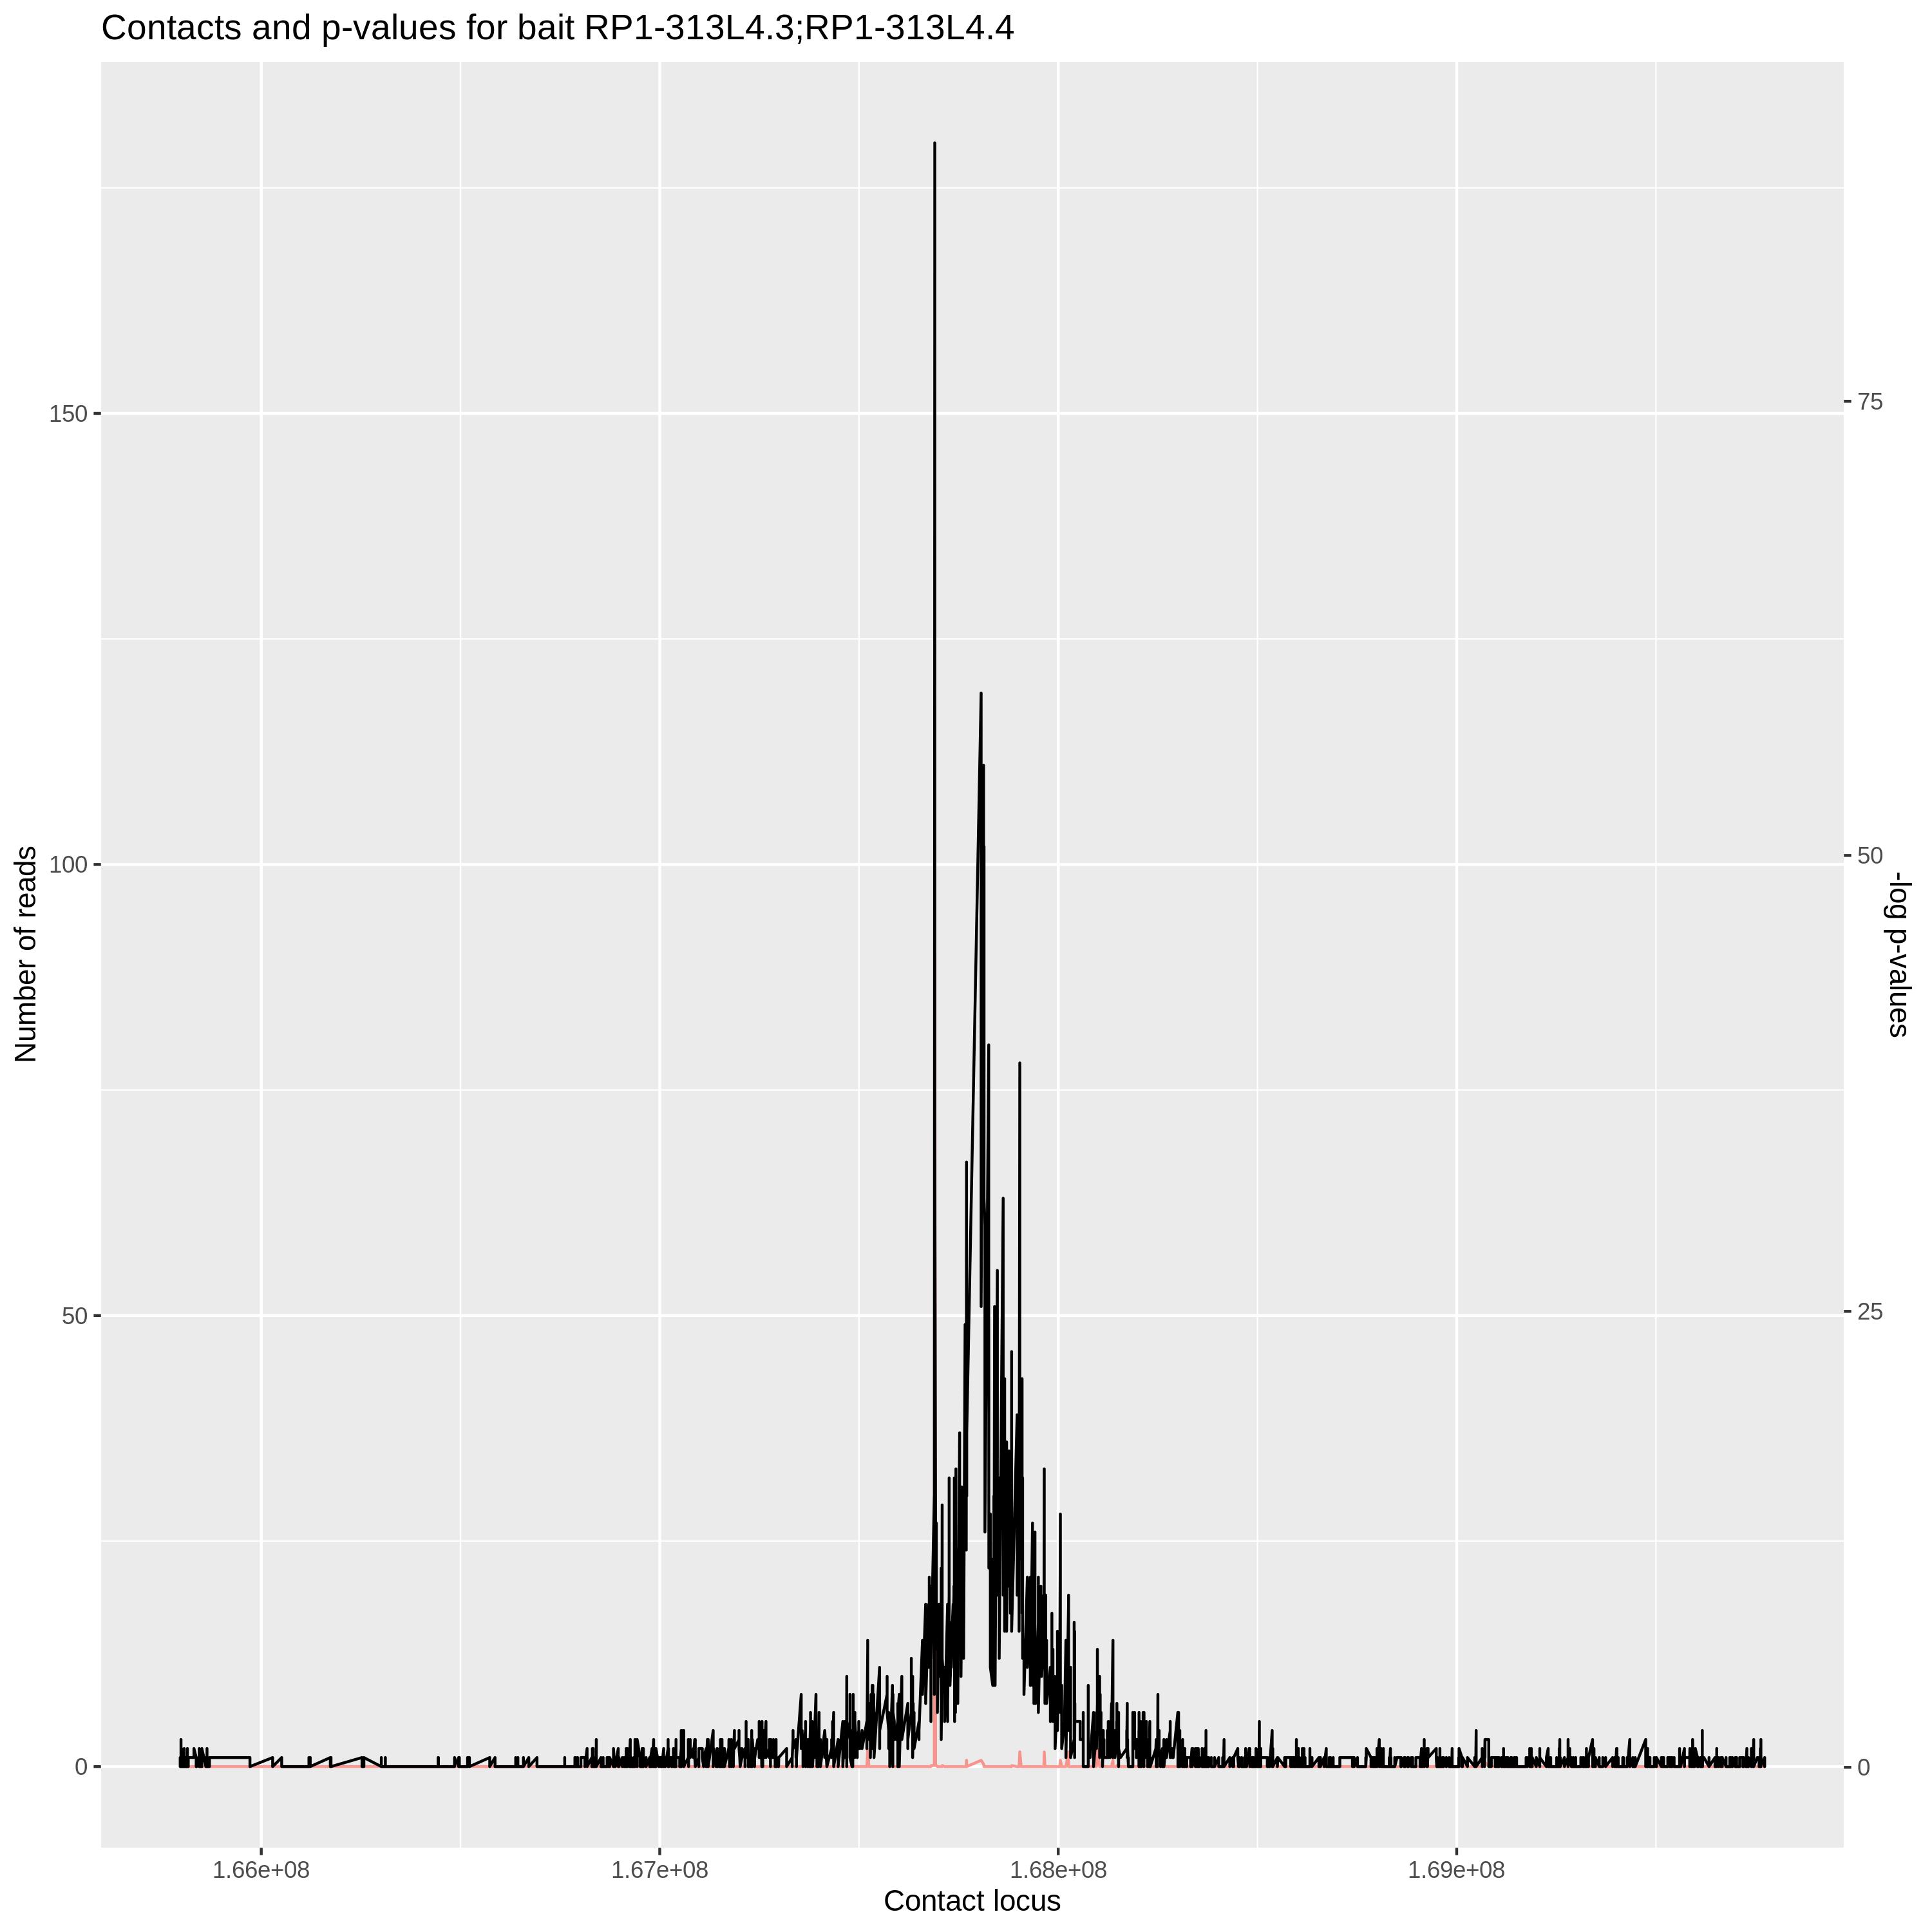 Contacts and p-values for bait RP1-313L4.3;RP1-313L4.4
Number of reads
150
100
50
0
75
50
25
0
-log p-values
1.66e+08 1.67e+08 1.68e+08 1.69e+08
Contact locus